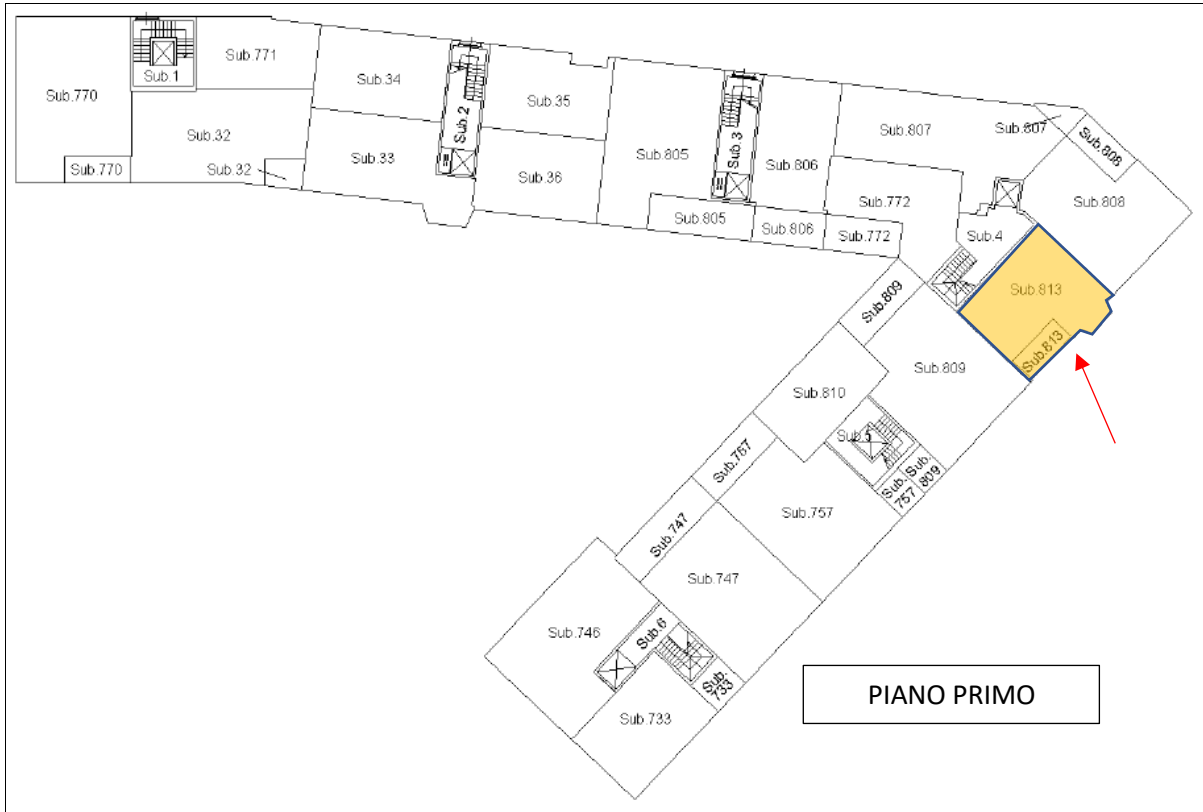 Sub.770
Sub.1
Sub.771
Sub.32
Sub.770
Sub.32
Sub.34
Sub.33
Sub.2
Sub.35
Sub.36
Sub.805
Sub.3
Sub.806
Sub.805
Sub.806
Sub.772
Sub.807
Sub.807
Sub.808
Sub.808
Sub.772
Sub.4
Sub.813
Sub.813
Sub.809
Sub.809
Sub.810
Sub.5
Sub.
809
Sub.
757
Sub.767
Sub.757
Sub.747
Sub.747
Sub.746
Sub.6
Sub.
733
Sub.733
PIANO PRIMO